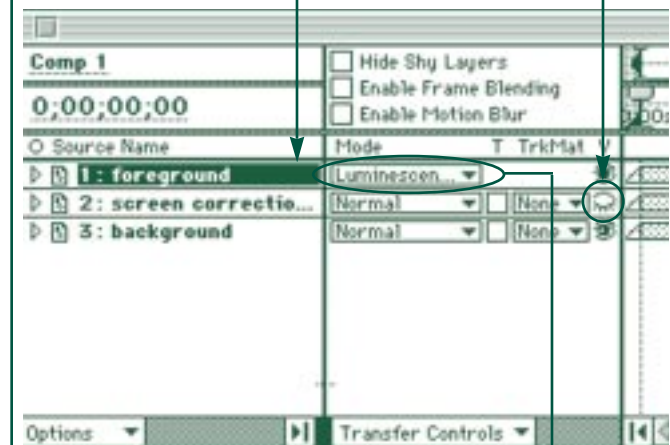 Comp 1
Hide Shy Layers
Enable Frame Blending
0;00;00;00
Enable Motion Blur
Source Name Mode T TrkMat V
1: foreground Luminescen...
2: screen correctio... Normal None
3: background Normal None
Options Transfer Controls